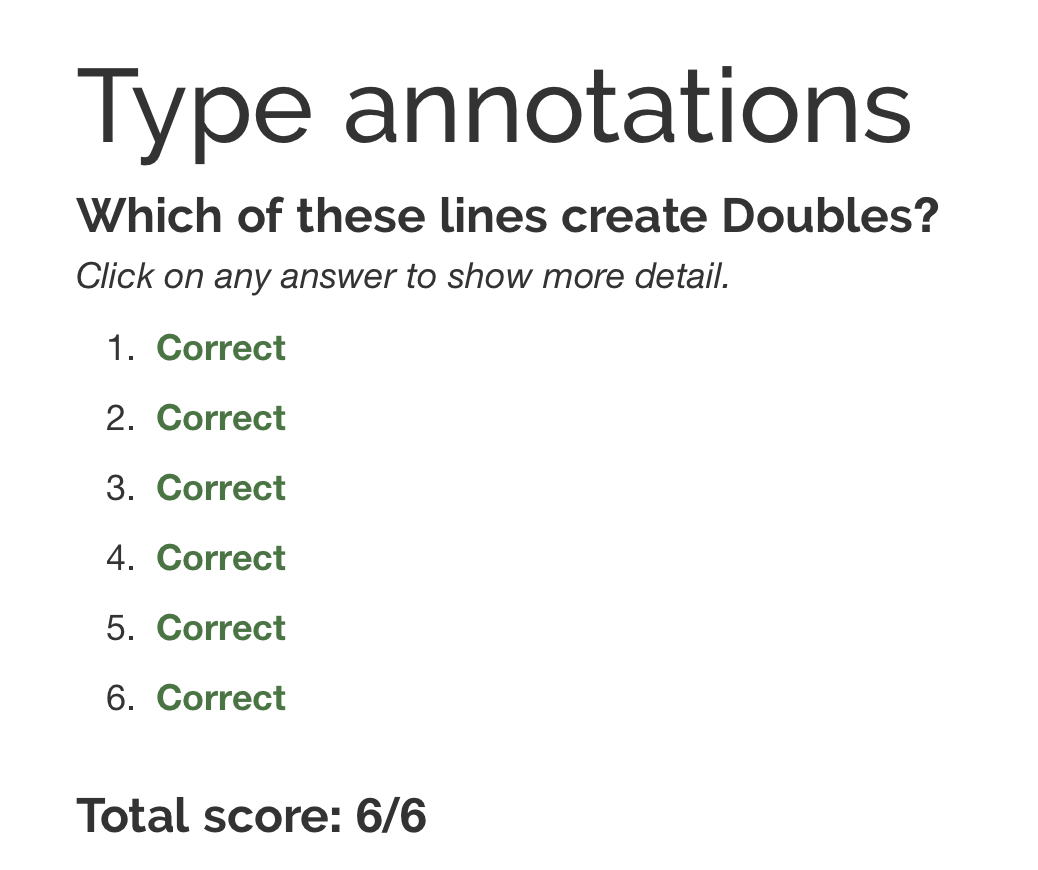 Type annotations
Which of these lines create Doubles?
Click on any answer to show more detail.
1. Correct
2. Correct
3. Correct
4. Correct
5. Correct
6. Correct
Total score: 6/6